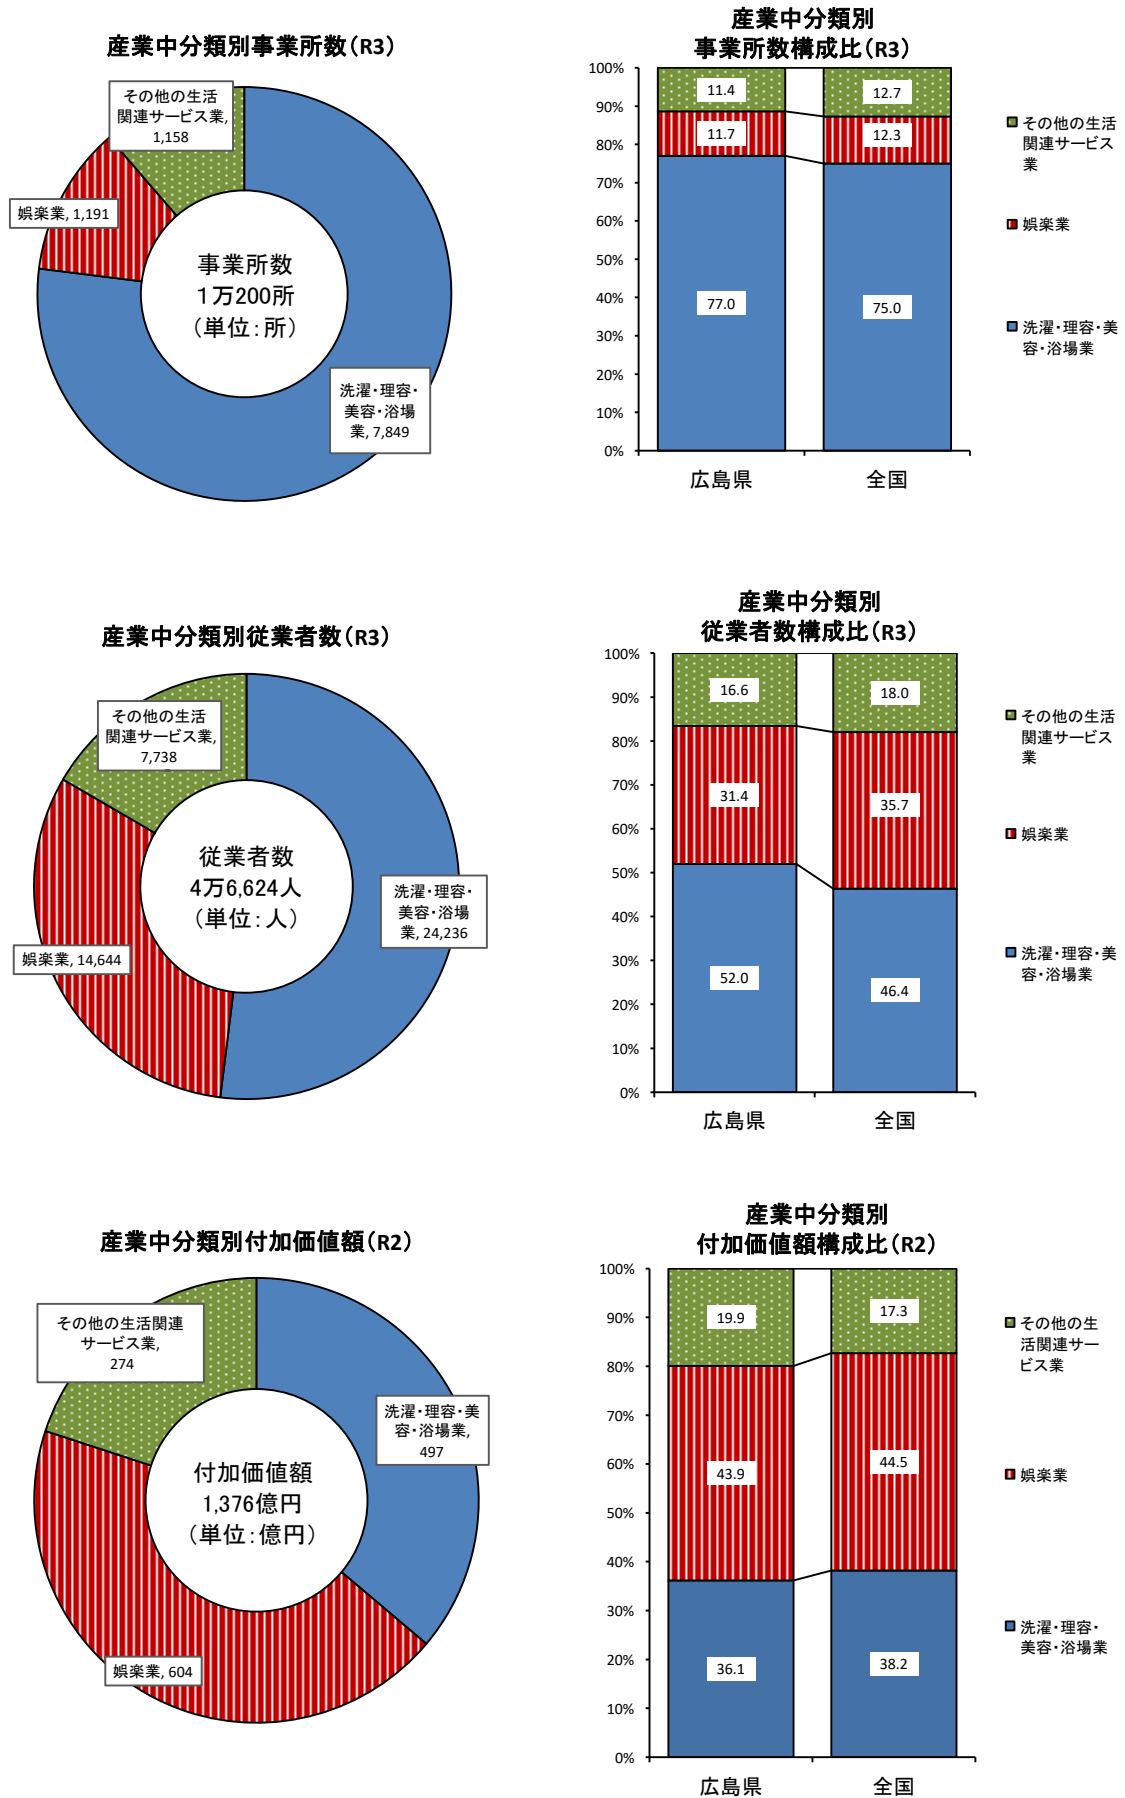 産業中分類別事業所数(R3)
その他の生活
関連サービス業,
1,158
娯楽業, 1,191
事業所数
1万200所
(単位:所)
洗濯・理容・
美容・浴場
業, 7,849
産業中分類別
事業所数構成比(R3)
100%
90%
80%
70%
60%
50%
40%
30%
20%
10%
0%
11.4
12.7
11.7
12.3
77.0
75.0
広島県
全国
その他の生活
関連サービス
業
娯楽業
洗濯・理容・美
容・浴場業
産業中分類別従業者数(R3)
その他の生活
関連サービス業,
7,738
従業者数
4万6,624人
(単位:人)
洗濯・理容・
美容・浴場
業, 24,236
娯楽業, 14,644
産業中分類別
従業者数構成比(R3)
100%
90%
80%
70%
60%
50%
40%
30%
20%
10%
0%
16.6
18.0
31.4
35.7
52.0
46.4
広島県
全国
その他の生活
関連サービス
業
娯楽業
洗濯・理容・美
容・浴場業
産業中分類別付加価値額(R2)
その他の生活関連
サービス業,
274
洗濯・理容・美
容・浴場業,
497
付加価値額
1,376億円
(単位:億円)
娯楽業, 604
産業中分類別
付加価値額構成比(R2)
100%
90%
80%
70%
60%
50%
40%
30%
20%
10%
0%
19.9
17.3
43.9
44.5
36.1
38.2
広島県
全国
その他の生
活関連サー
ビス業
娯楽業
洗濯・理容・
美容・浴場業